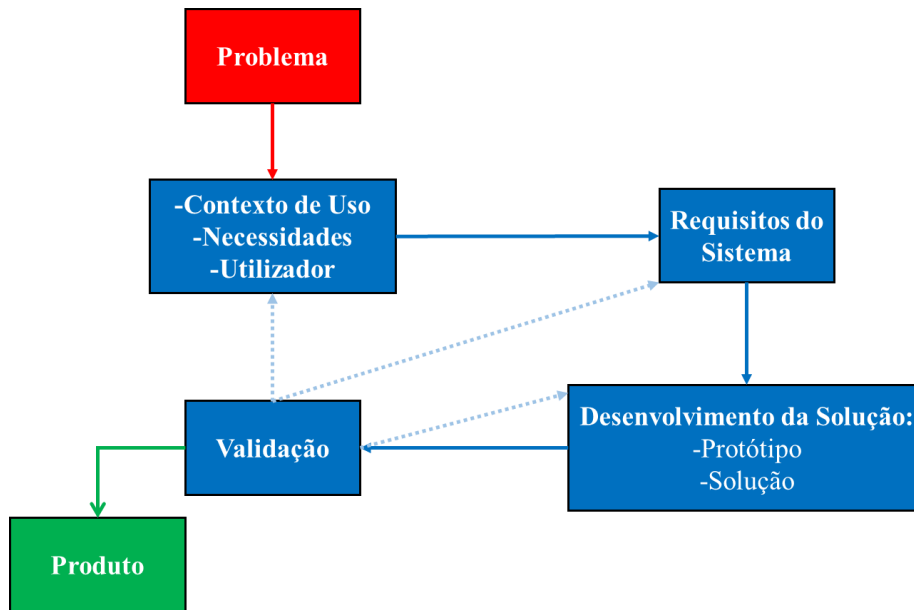 Problema
-Contexto de Uso
-Necessidades
-Utilizador
Requisitos do
Sistema
Validação
Desenvolvimento da Solução:
-Protótipo
-Solução
Produto